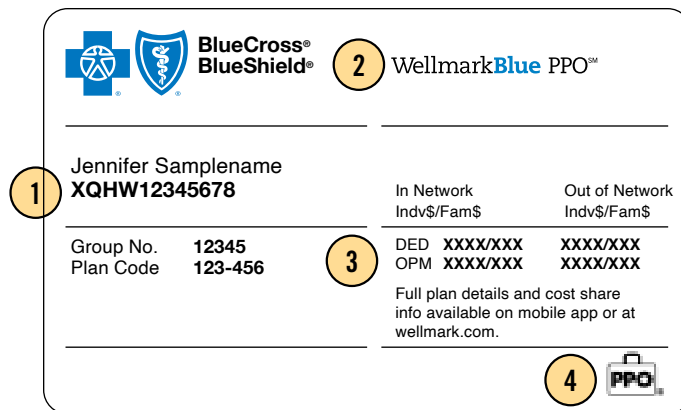 BlueCross®
BlueShield®
® ®
2
WellmarkBlue PPO℠
1
Jennifer Samplename
XQHW12345678
Group No. 12345
Plan Code 123-456
In Network Out of Network
Indv$/Fam$ Indv$/Fam$
3
DED XXXX/XXX XXXX/XXX
OPM XXXX/XXX XXXX/XXX
Full plan details and cost share
info available on mobile app or at
wellmark.com.
4
PPO®